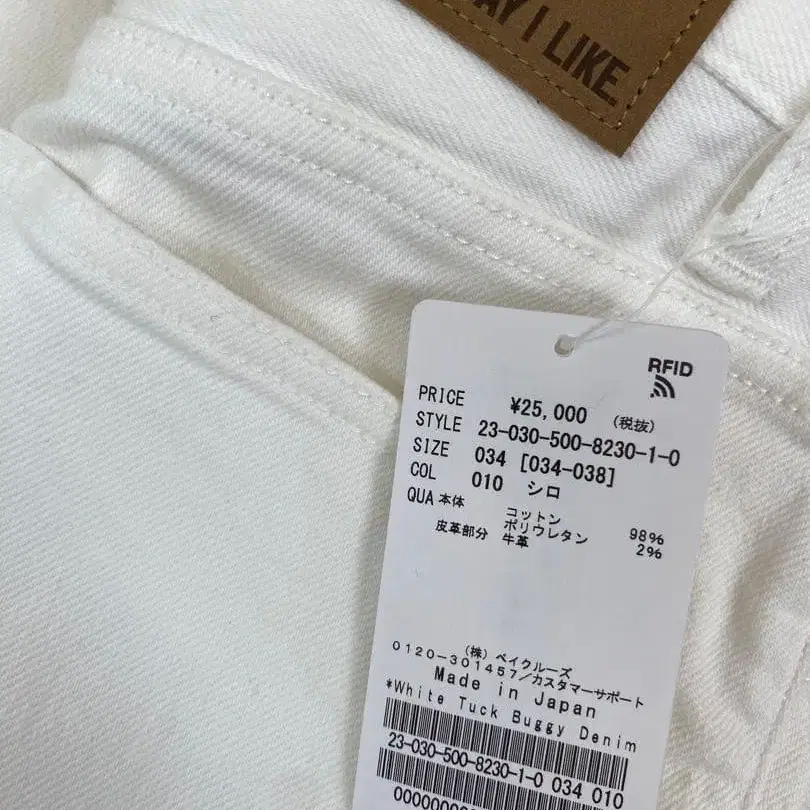 AY I LIKE.
RFID
PRICE ¥25,000 (税抜)
STYLE 23-030-500-8230-1-0
SIZE 034 [034-038]
COL 010 シロ
QUA 本体 コットン 98%
ポリウレタン 2%
皮革部分 牛革
(株) ベイクルーズ
0120-301457/カスタマーサポート
Made in Japan
*White Tuck Buggy Denim
23-030-500-8230-1-0 034 010